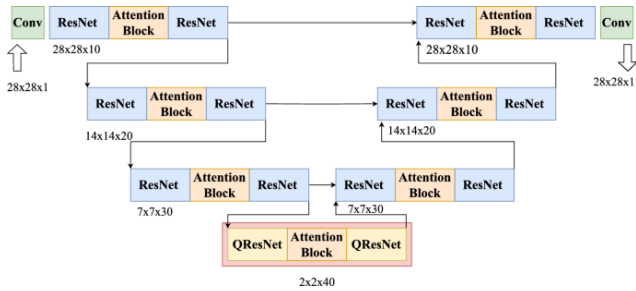 Conv
ResNet
Attention
Block
ResNet
ResNet
Attention
Block
ResNet
Conv
28x28x10
28x28x10
28x28x1
28x28x1
ResNet
Attention
Block
ResNet
ResNet
Attention
Block
ResNet
14x14x20
14x14x20
ResNet
Attention
Block
ResNet
ResNet
Attention
Block
ResNet
7x7x30
7x7x30
QResNet
Attention
Block
QResNet
2x2x40